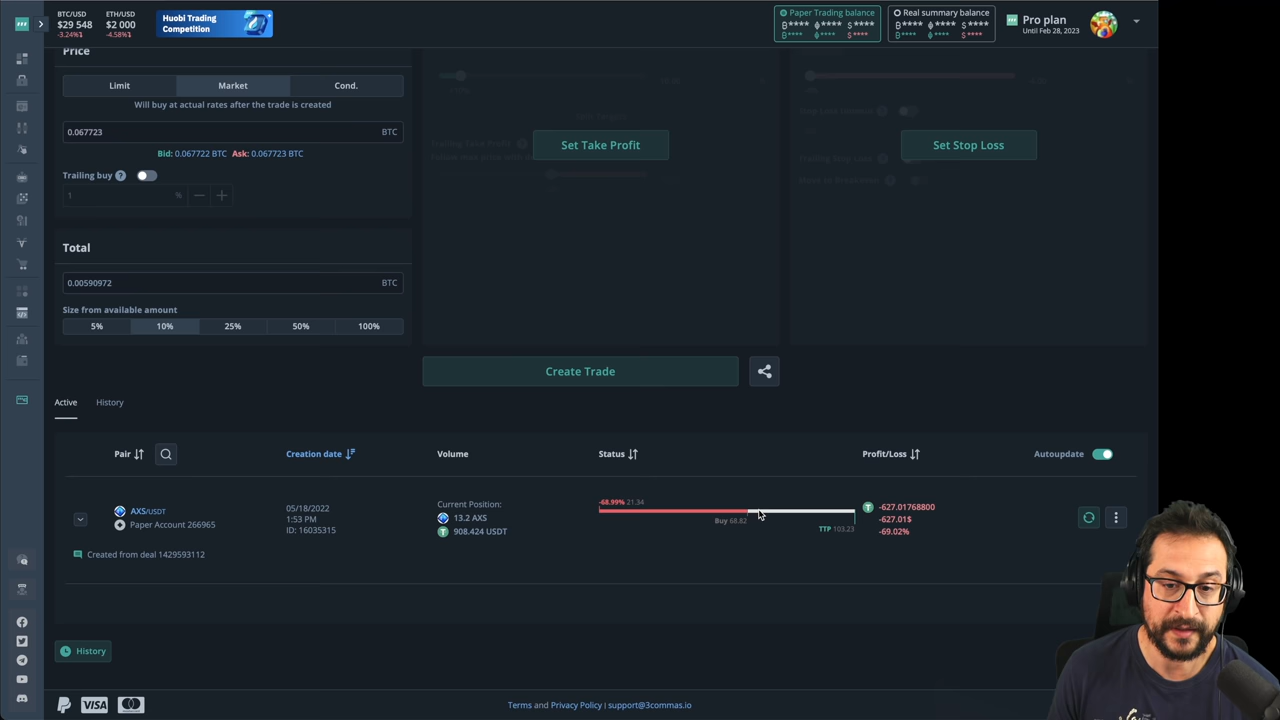 BTC/USD
$29 548
-3.24%
ETH/USD
$2 000
-4.58%
Huobi Trading
Competition
Paper Trading balance
**** **** ****
**** **** $****
Real summary balance
**** **** ****
**** **** $****
Pro plan
Until Feb 28, 2023
Price
Limit
Market
Cond.
Will buy at actual rates after the trade is created
0.067723
BTC
Bid: 0.067722 BTC Ask: 0.067723 BTC
Trailing buy ?
1
%
Set Take Profit
Set Stop Loss
Total
0.00590972
BTC
Size from available amount
5%
10%
25%
50%
100%
Create Trade
Active
History
Pair
Creation date
Volume
Status
Profit/Loss
Autoupdate
AXS/USDT
Paper Account 266965
05/18/2022
1:53 PM
ID: 16035315
Current Position:
13.2 AXS
908.424 USDT
-68.99% 21.34
Buy 68.82
TTP 103.23
-627.01768800
-627.01$
-69.02%
Created from deal 1429593112
History
VISA
Terms and Privacy Policy | support@3commas.io